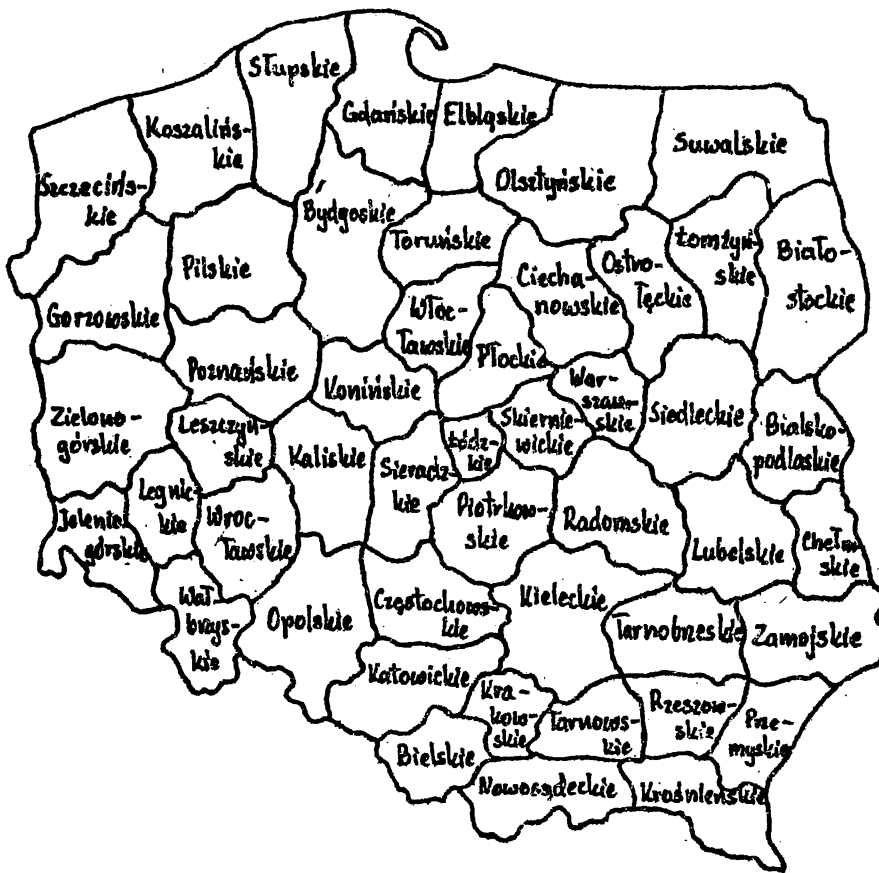 Słupskie
Gdańskie
Elbląskie
Koszaliń-
kie
Suwalskie
Szczecińs-
kie
Olsztyńskie
Bydgoskie
Toruńskie
Pilskie
Ciecha-
nowskie
Ostro-
łęckie
Łomżyń-
skie
Biało-
stockie
Gorzowskie
Włoc-
ławskie
Płockie
Poznańskie
Konińskie
War-
szaws-
skie
Siedleckie
Bialsko-
podlaskie
Zielono-
górskie
Leszczyń-
skie
Kaliskie
Sieradz-
kie
Łódz-
kie
Skiernie-
wickie
Legnic-
kie
Jelenie
górskie
Wroc-
ławskie
Piotrkow-
skie
Radomskie
Lubelskie
Chełm-
skie
Wał-
brzys-
kie
Opolskie
Częstochows-
kie
Kieleckie
Tarnobrzeskie
Zamojskie
Katowickie
Kra-
kow-
skie
Tarnows-
kie
Rzeszow-
skie
Prze-
myskie
Bielskie
Nowosądeckie
Krośnieńskie